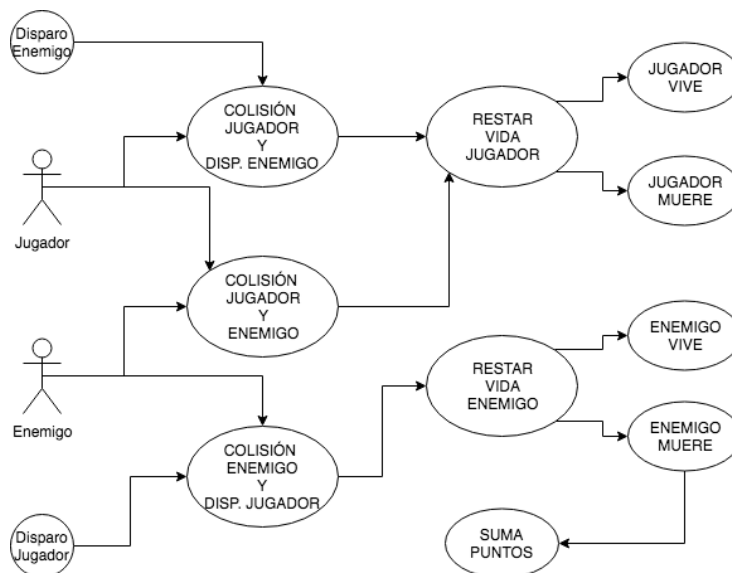 Disparo
Enemigo
COLISIÓN
JUGADOR
Y
DISP. ENEMIGO
RESTAR
VIDA
JUGADOR
JUGADOR
VIVE
JUGADOR
MUERE
Jugador
COLISIÓN
JUGADOR
Y
ENEMIGO
Enemigo
RESTAR
VIDA
ENEMIGO
ENEMIGO
VIVE
ENEMIGO
MUERE
COLISIÓN
ENEMIGO
Y
DISP. JUGADOR
Disparo
Jugador
SUMA
PUNTOS